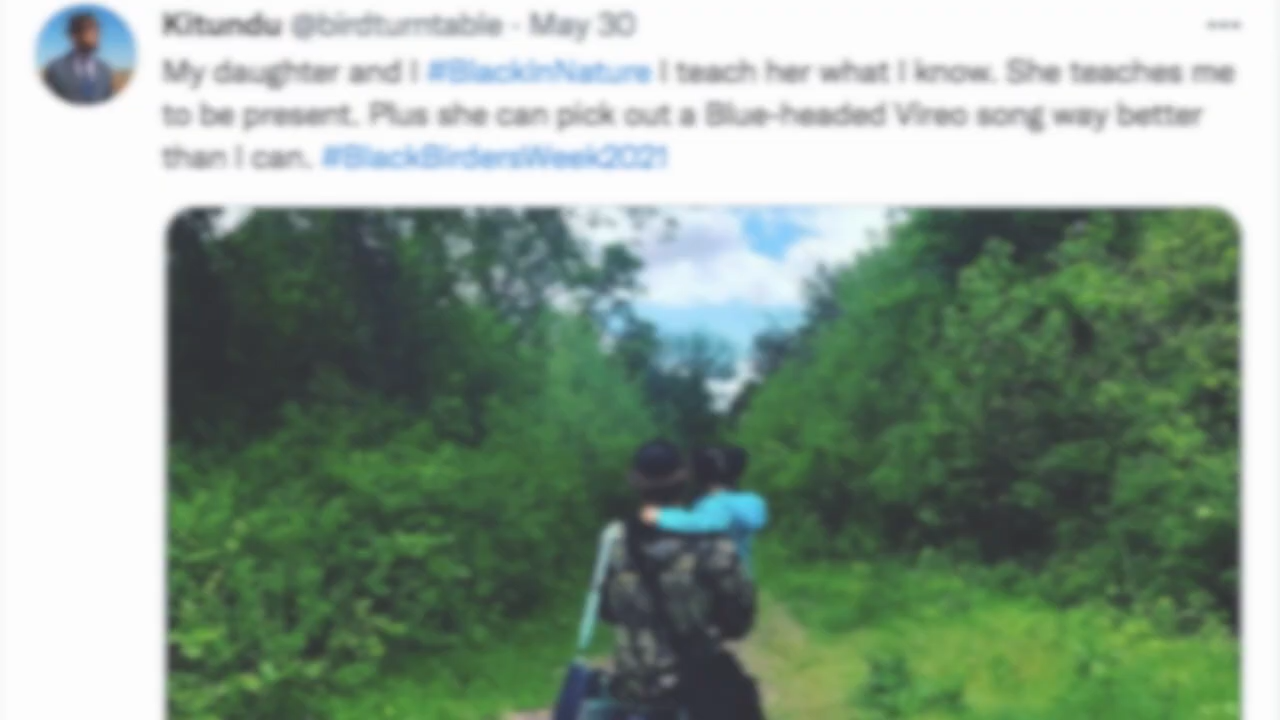 Kitundu @birdturntable · May 30
My daughter and I #BlackInNature I teach her what I know. She teaches me
to be present. Plus she can pick out a Blue-headed Vireo song way better
than I can. #BlackBirdersWeek2021